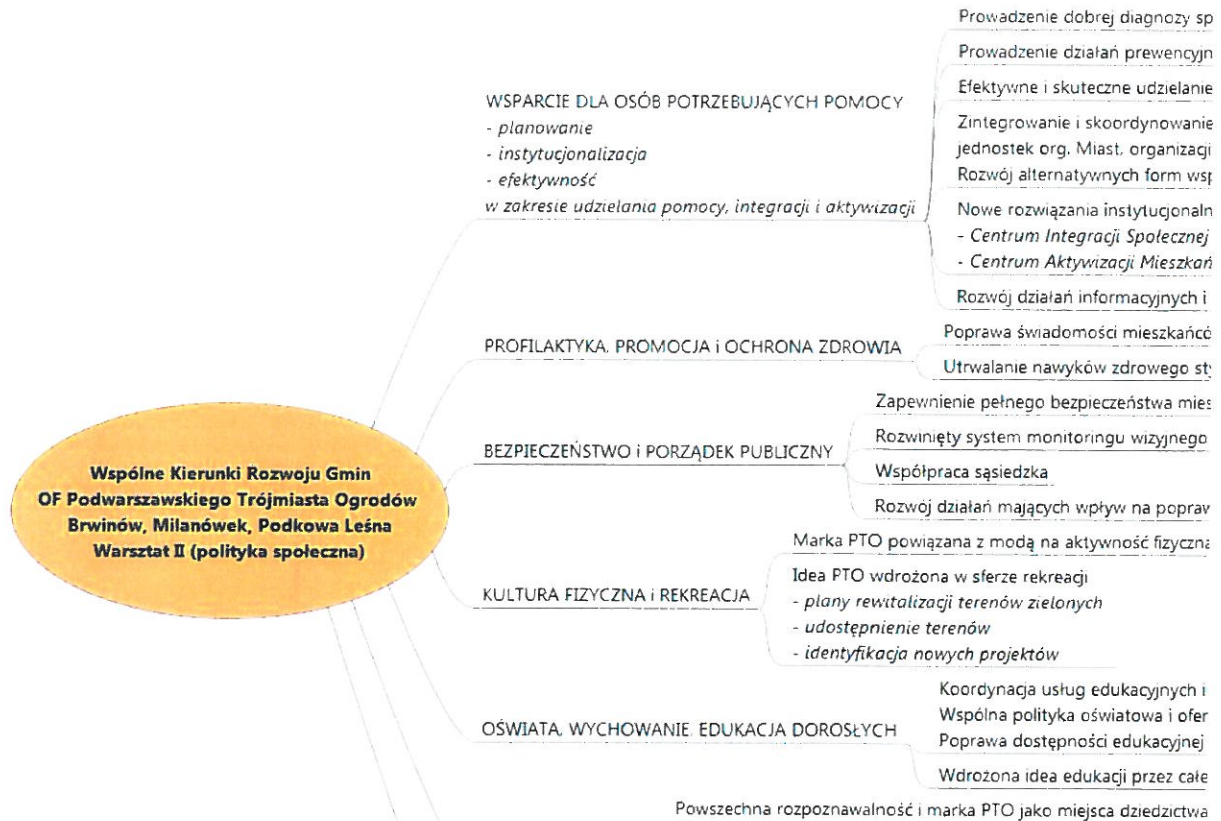 Wspólne Kierunki Rozwoju Gmin
OF Podwarszawskiego Trójmiasta Ogrodów
Brwinów, Milanówek, Podkowa Leśna
Warsztat II (polityka społeczna)
WSPARCIE DLA OSÓB POTRZEBUJĄCYCH POMOCY
- planowanie
- instytucjonalizacja
- efektywność
w zakresie udzielania pomocy, integracji i aktywizacji
Prowadzenie dobrej diagnozy sp
Prowadzenie działań prewencyjn
Efektywne i skuteczne udzielanie
Zintegrowanie i skoordynowanie
jednostek org. Miast, organizacji
Rozwój alternatywnych form wsp
Nowe rozwiązania instytucjonaln
- Centrum Integracji Społecznej
- Centrum Aktywizacji Mieszkań
Rozwój działań informacyjnych i
PROFILAKTYKA, PROMOCJA i OCHRONA ZDROWIA
Poprawa świadomości mieszkańcó
Utrwalanie nawyków zdrowego sty
BEZPIECZEŃSTWO i PORZĄDEK PUBLICZNY
Zapewnienie pełnego bezpieczeństwa mies
Rozwinięty system monitoringu wizyjnego
Współpraca sąsiedzka
Rozwój działań mających wpływ na popraw
KULTURA FIZYCZNA i REKREACJA
Marka PTO powiązana z modą na aktywność fizyczną
Idea PTO wdrożona w sferze rekreacji
- plany rewitalizacji terenów zielonych
- udostępnienie terenów
- identyfikacja nowych projektów
OŚWIATA, WYCHOWANIE, EDUKACJA DOROSŁYCH
Koordynacja usług edukacyjnych i
Wspólna polityka oświatowa i ofer
Poprawa dostępności edukacyjnej
Wdrożona idea edukacji przez całe
Powszechna rozpoznawalność i marka PTO jako miejsca dziedzictwa